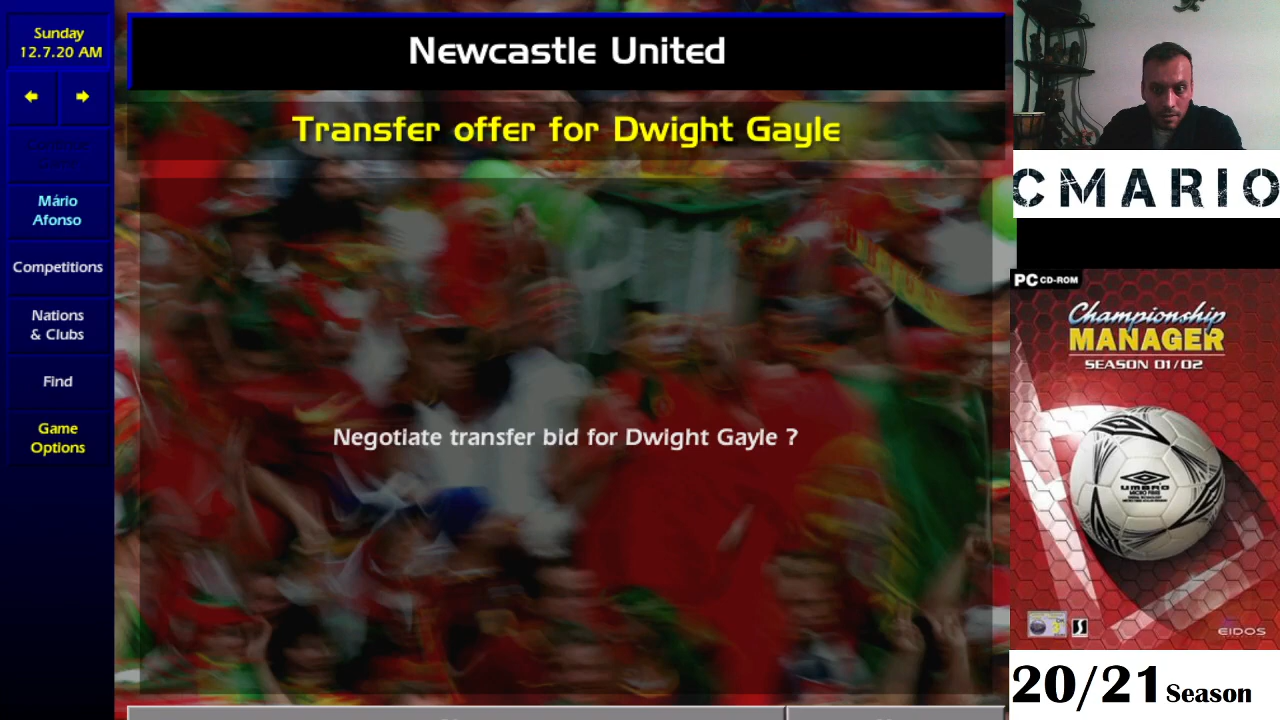 Sunday
12.7.20 AM
Mário
Afonso
Competitions
Nations
& Clubs
Find
Game
Options
Newcastle United
Transfer offer for Dwight Gayle
Negotiate transfer bid for Dwight Gayle ?
CMARIO
PC CD-ROM
Championship
MANAGER
SEASON 01/02
UMBRO
EIDOS
20/21 Season